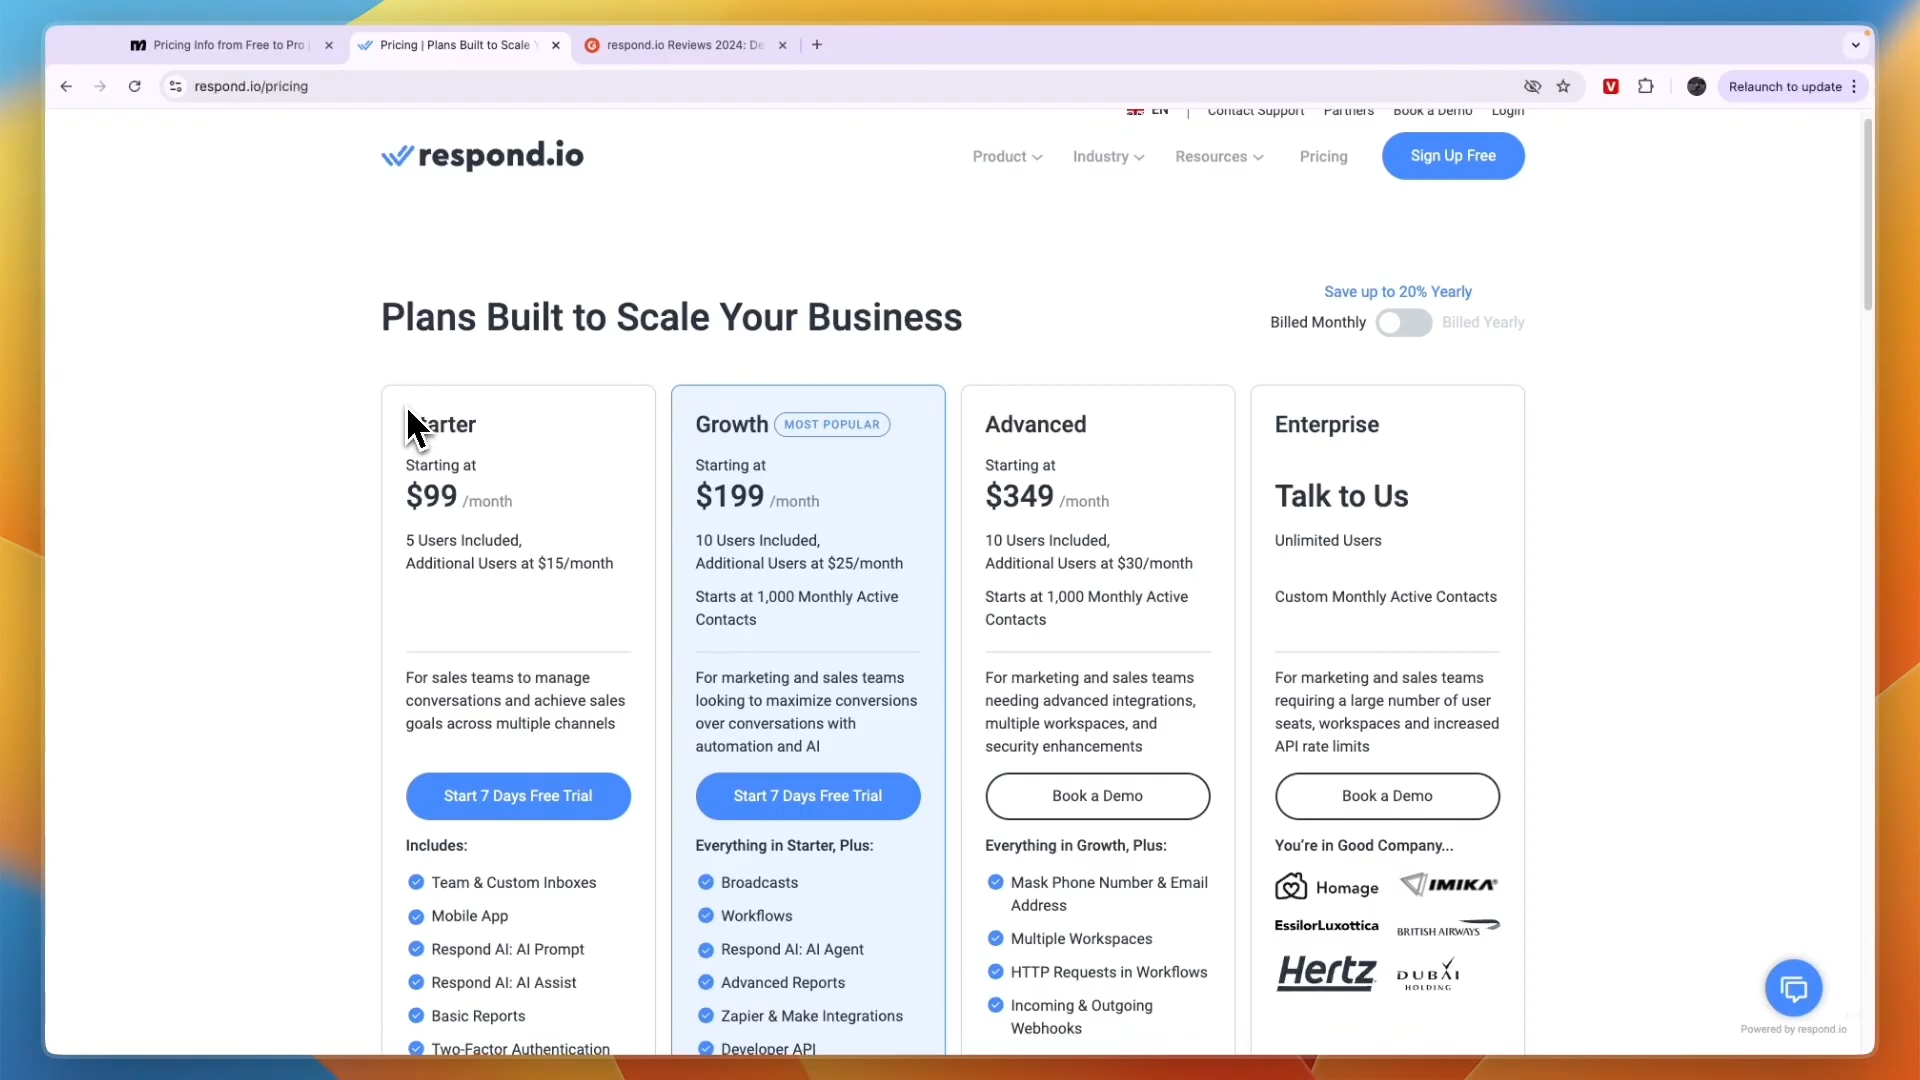 Pricing Info from Free to Pro
Pricing | Plans Built to Scale
respond.io Reviews 2024: De
respond.io/pricing
Relaunch to update
EN
Contact Support
Partners
Book a Demo
Login
respond.io
Product
Industry
Resources
Pricing
Sign Up Free
Plans Built to Scale Your Business
Save up to 20% Yearly
Billed Monthly
Billed Yearly
arter
Starting at
$99 /month
5 Users Included,
Additional Users at $15/month
For sales teams to manage
conversations and achieve sales
goals across multiple channels
Start 7 Days Free Trial
Includes:
Team & Custom Inboxes
Mobile App
Respond AI: AI Prompt
Respond AI: AI Assist
Basic Reports
Two-Factor Authentication
Growth MOST POPULAR
Starting at
$199 /month
10 Users Included,
Additional Users at $25/month
Starts at 1,000 Monthly Active
Contacts
For marketing and sales teams
looking to maximize conversions
over conversations with
automation and AI
Start 7 Days Free Trial
Everything in Starter, Plus:
Broadcasts
Workflows
Respond AI: AI Agent
Advanced Reports
Zapier & Make Integrations
Developer API
Advanced
Starting at
$349 /month
10 Users Included,
Additional Users at $30/month
Starts at 1,000 Monthly Active
Contacts
For marketing and sales teams
needing advanced integrations,
multiple workspaces, and
security enhancements
Book a Demo
Everything in Growth, Plus:
Mask Phone Number & Email
Address
Multiple Workspaces
HTTP Requests in Workflows
Incoming & Outgoing
Webhooks
Enterprise
Talk to Us
Unlimited Users
Custom Monthly Active Contacts
For marketing and sales teams
requiring a large number of user
seats, workspaces and increased
API rate limits
Book a Demo
You're in Good Company...
Homage
IMIKA
EssilorLuxottica
BRITISH AIRWAYS
Hertz
DUBAI
HOLDING
Powered by respond.io